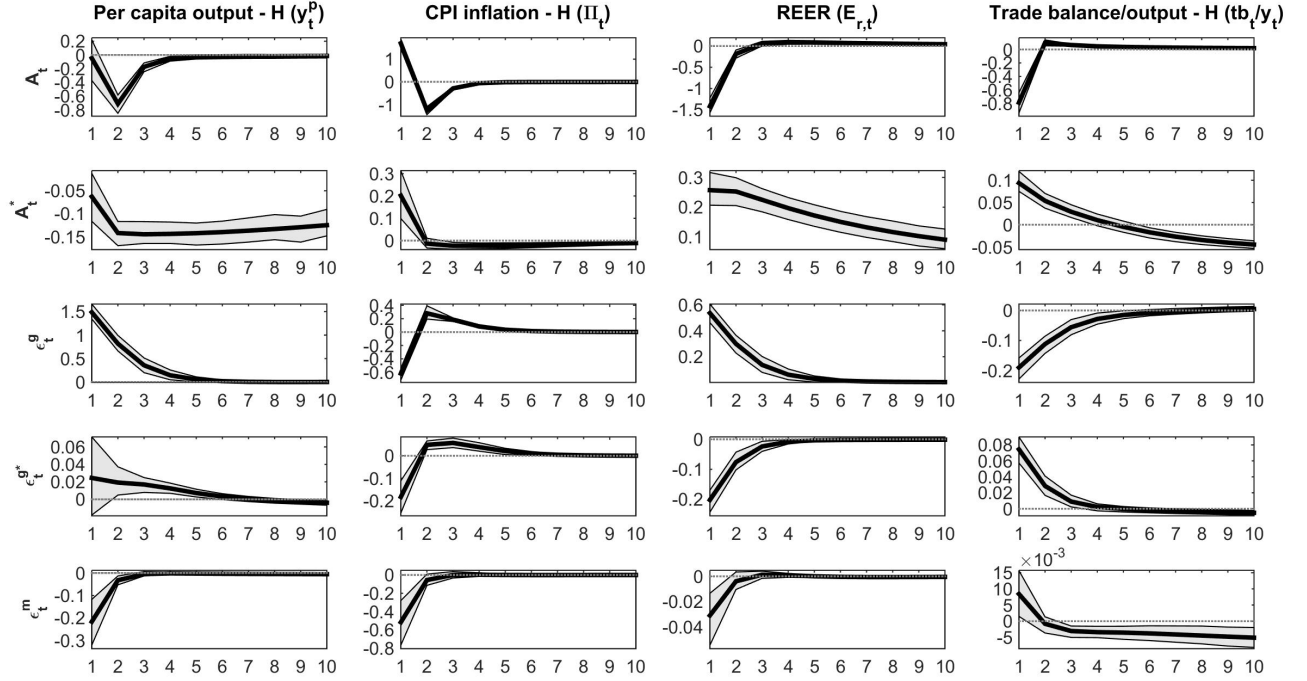 Per capita output - H (y_t^p) CPI inflation - H (Π_t) REER (E_{r,t}) Trade balance/output - H (tb_t/y_t)
A_t
0.2 0 -0.2 -0.4 -0.6 -0.8
1 0 -1
0 -0.5 -1 -1.5
0 -0.2 -0.4 -0.6 -0.8
1 2 3 4 5 6 7 8 9 10 1 2 3 4 5 6 7 8 9 10 1 2 3 4 5 6 7 8 9 10 1 2 3 4 5 6 7 8 9 10
A_t^*
-0.05 -0.1 -0.15
0.3 0.2 0.1 0
0.3 0.2 0.1
0.1 0.05 0 -0.05
1 2 3 4 5 6 7 8 9 10 1 2 3 4 5 6 7 8 9 10 1 2 3 4 5 6 7 8 9 10 1 2 3 4 5 6 7 8 9 10
ϵ_t^g
1.5 1 0.5 0
0.4 0.2 0 -0.2 -0.4 -0.6
0.6 0.4 0.2
0 -0.1 -0.2
1 2 3 4 5 6 7 8 9 10 1 2 3 4 5 6 7 8 9 10 1 2 3 4 5 6 7 8 9 10 1 2 3 4 5 6 7 8 9 10
ϵ_t^{g*}
0.06 0.04 0.02 0
0 -0.1 -0.2
0 -0.1 -0.2
0.08 0.06 0.04 0.02 0
1 2 3 4 5 6 7 8 9 10 1 2 3 4 5 6 7 8 9 10 1 2 3 4 5 6 7 8 9 10 1 2 3 4 5 6 7 8 9 10
ϵ_t^m
0 -0.1 -0.2 -0.3
0 -0.2 -0.4 -0.6 -0.8
0 -0.02 -0.04
× 10^{-3}
15 10 5 0 -5
1 2 3 4 5 6 7 8 9 10 1 2 3 4 5 6 7 8 9 10 1 2 3 4 5 6 7 8 9 10 1 2 3 4 5 6 7 8 9 10